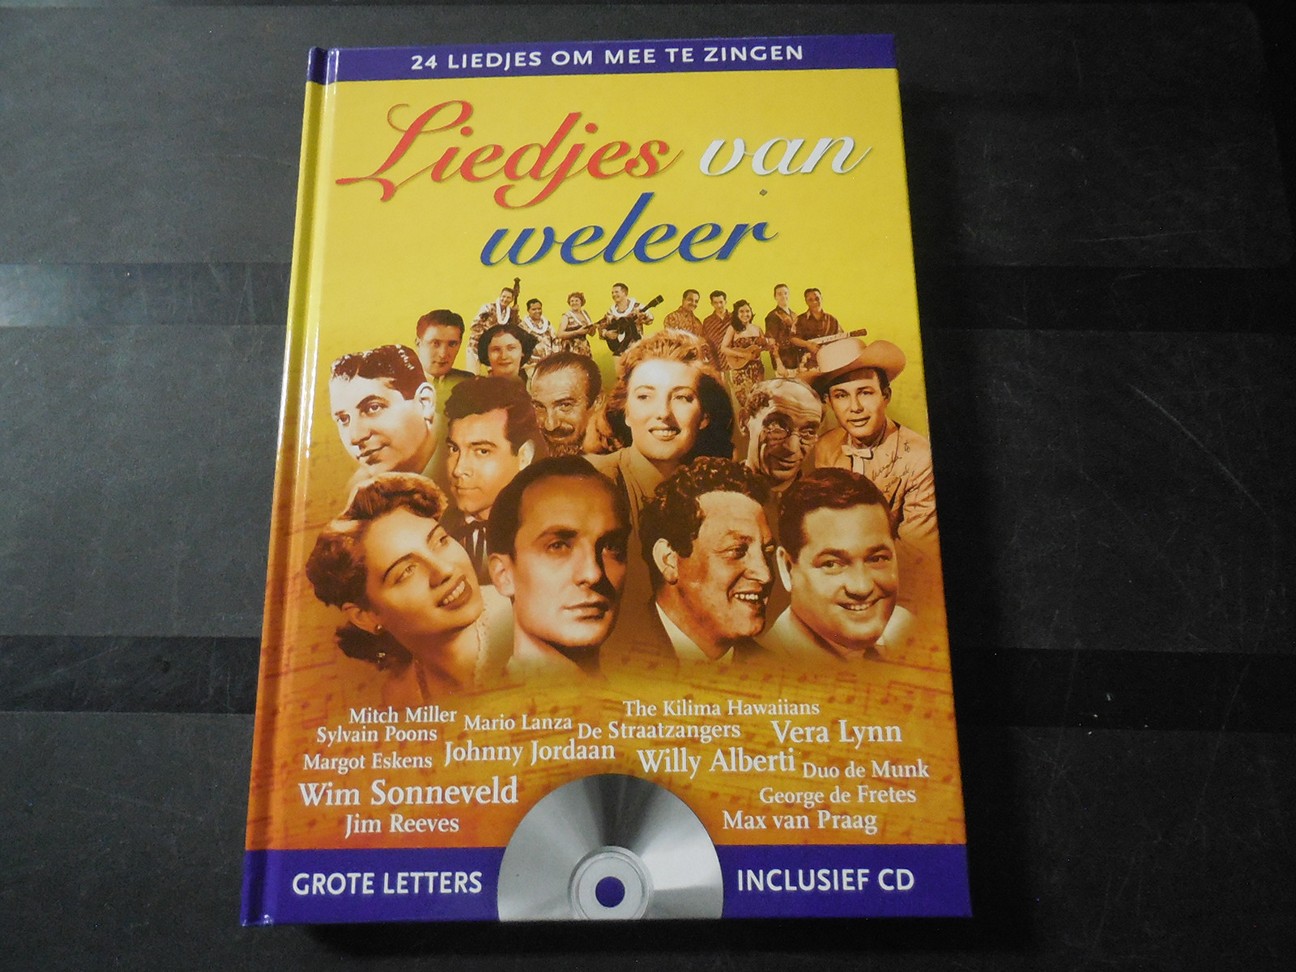 24 LIEDJES OM MEE TE ZINGEN
Liedjes van
weleer
The Kilima Hawaiians
Mitch Miller Mario Lanza De Straatzangers Vera Lynn
Sylvain Poons
Margot Eskens Johnny Jordaan Willy Alberti Duo de Munk
Wim Sonneveld George de Fretes
Jim Reeves Max van Praag
GROTE LETTERS INCLUSIEF CD